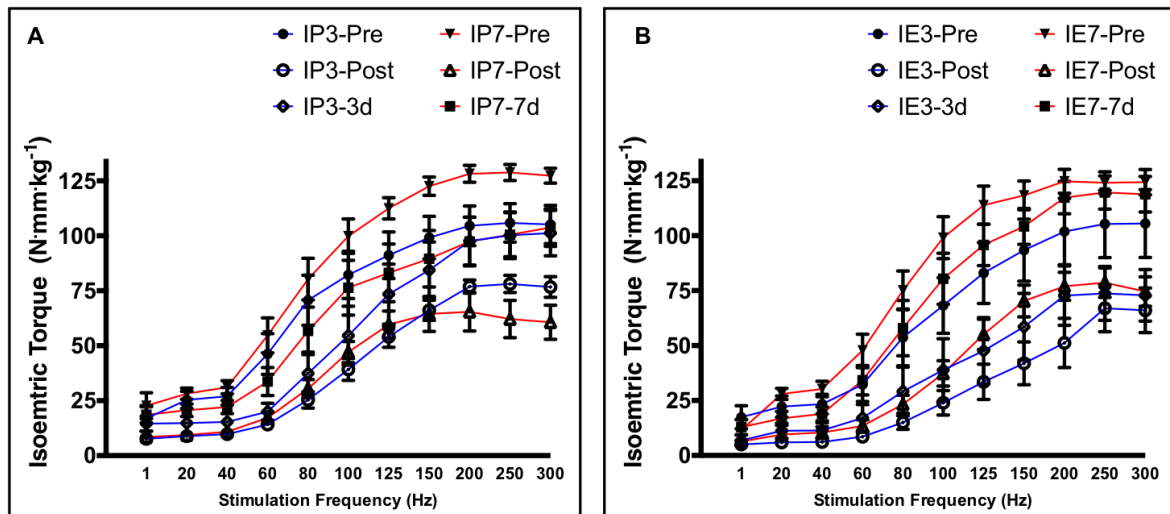 A
IP3-Pre IP7-Pre
IP3-Post IP7-Post
IP3-3d IP7-7d
Isoemtric Torque (N·mm·kg-1)
125
100
75
50
25
0
1 20 40 60 80 100 125 150 200 250 300
Stimulation Frequency (Hz)
B
IE3-Pre IE7-Pre
IE3-Post IE7-Post
IE3-3d IE7-7d
Isoemtric Torque (N·mm·kg-1)
125
100
75
50
25
0
1 20 40 60 80 100 125 150 200 250 300
Stimulation Frequency (Hz)